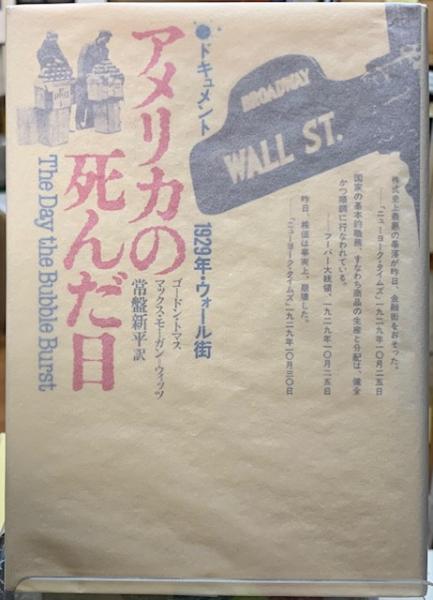 ●ドキュメント
アメリカの
死んだ日
The Day the Bubble Burst
1929年・ウォール街
ゴードン・トマス
マックス・モーガン=ウィッツ
常盤新平訳
BROADWAY
WALL ST.
株式史上最悪の暴落が昨日、金融街をおそった。
——「ニューヨーク・タイムズ」一九二九年一〇月二五日
国家の基本的職務、すなわち商品の生産と分配は、健全
かつ順調に行なわれている。
——フーバー大統領、一九二九年一〇月二五日
昨日、株価は事実上、崩壊した。
——「ニューヨーク・タイムズ」一九二九年一〇月三〇日